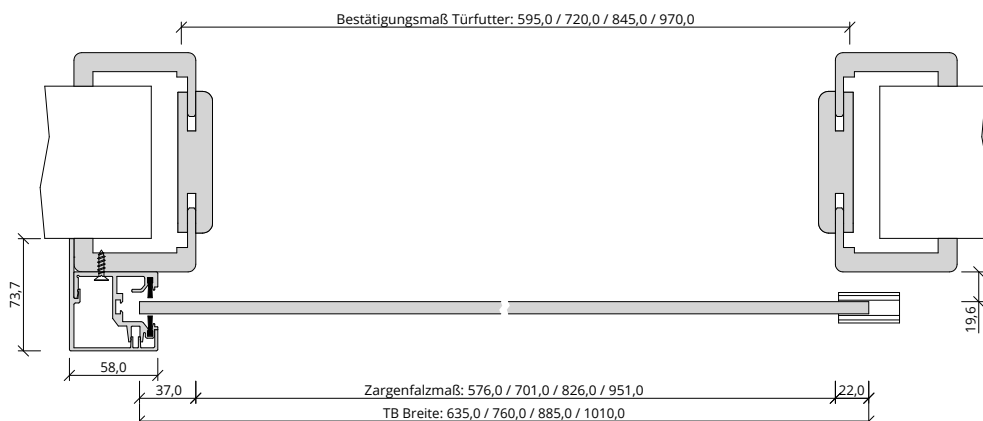 Bestätigungsmaß Türfutter: 595,0 / 720,0 / 845,0 / 970,0
73,7
19,6
58,0
37,0
Zargenfalzmaß: 576,0 / 701,0 / 826,0 / 951,0
22,0
TB Breite: 635,0 / 760,0 / 885,0 / 1010,0